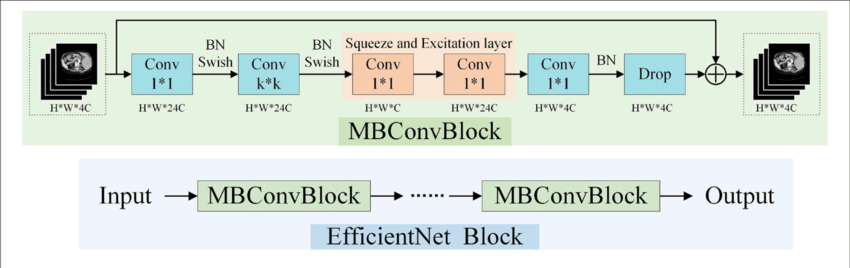 BN
Swish
BN
Swish
Squeeze and Excitation layer
Conv
1*1
Conv
k*k
Conv
1*1
Conv
1*1
Conv
1*1
BN
Drop
H*W*4C
H*W*24C
H*W*24C
H*W*C
H*W*24C
H*W*4C
H*W*4C
H*W*4C
MBConvBlock
Input
MBConvBlock
......
MBConvBlock
Output
EfficientNet Block